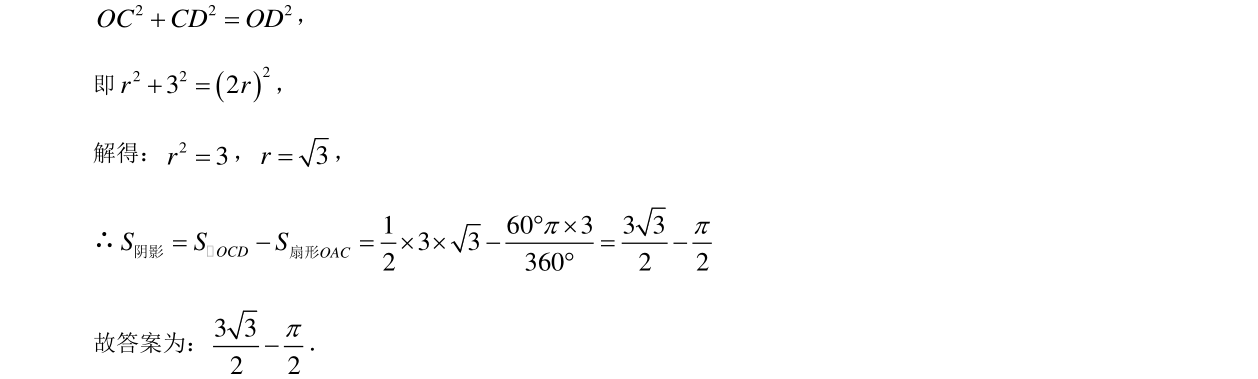 OC² + CD² = OD²，
即 r² + 3² = (2r)²，
解得：r² = 3，r = √3，
∴ S阴影 = S□OCD − S扇形OAC = 1/2 × 3 × √3 − 60°π × 3/360° = 3√3/2 − π/2
故答案为：3√3/2 − π/2．